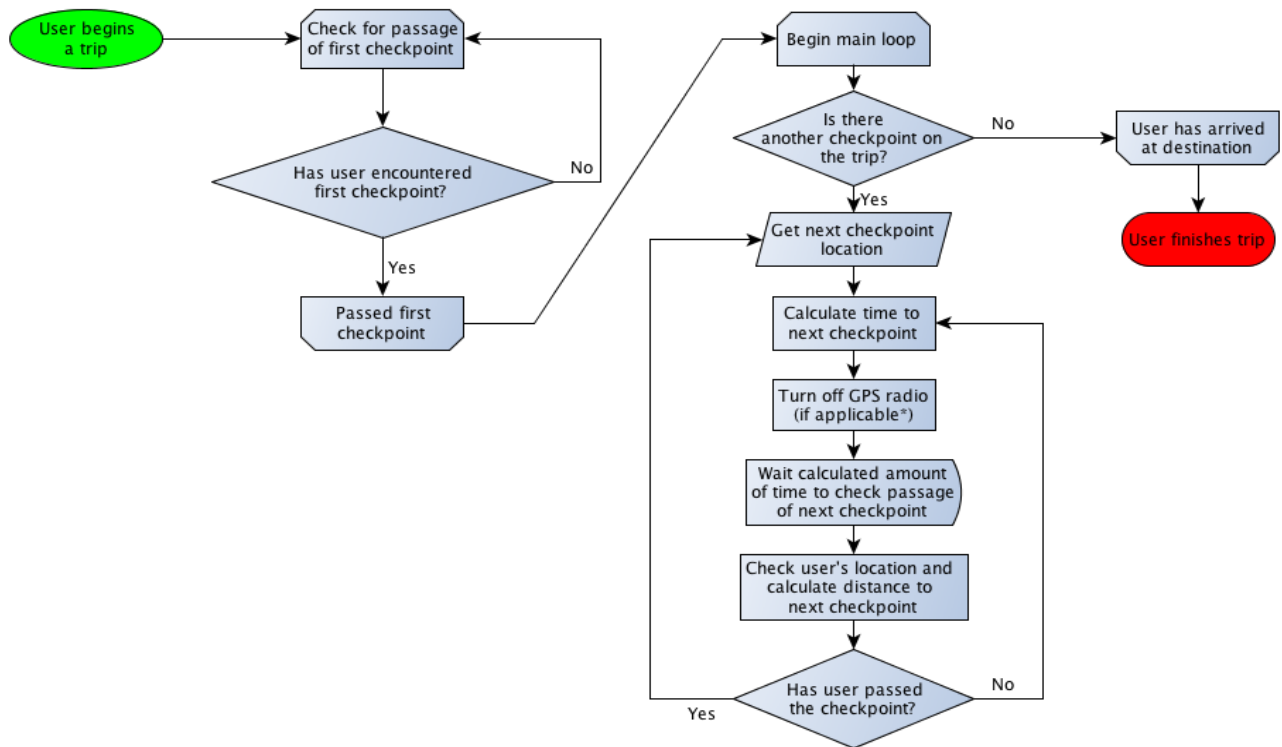 User begins
a trip
Check for passage
of first checkpoint
Has user encountered
first checkpoint?
No
Yes
Passed first
checkpoint
Begin main loop
Is there
another checkpoint on
the trip?
No
User has arrived
at destination
User finishes trip
Yes
Get next checkpoint
location
Calculate time to
next checkpoint
Turn off GPS radio
(if applicable*)
Wait calculated amount
of time to check passage
of next checkpoint
Check user's location and
calculate distance to
next checkpoint
Has user passed
the checkpoint?
No
Yes